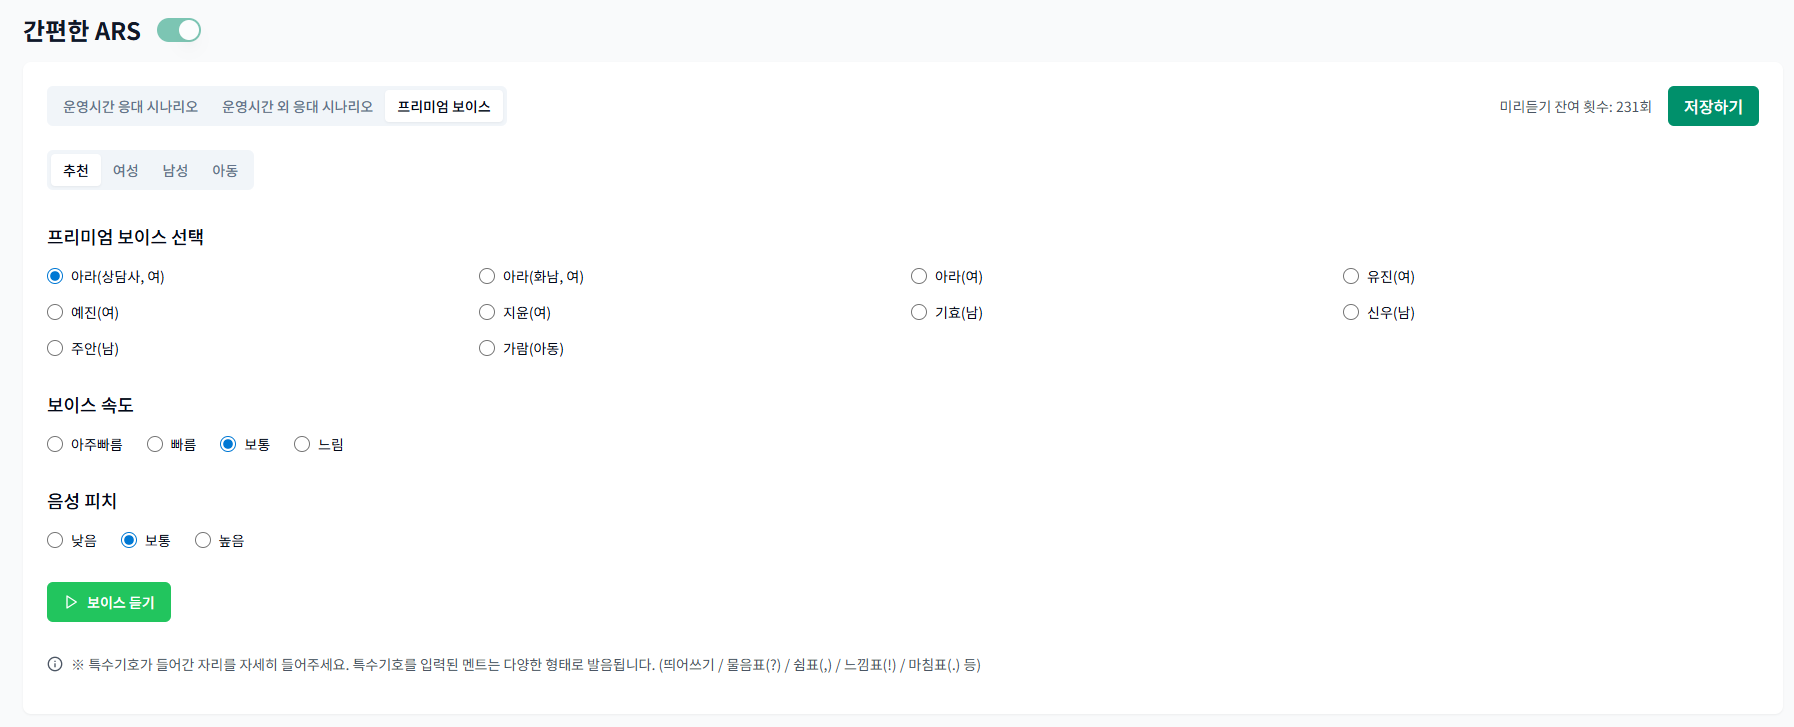 간편한 ARS
운영시간 응대 시나리오 운영시간 외 응대 시나리오 프리미엄 보이스 미리듣기 잔여 횟수: 231회 저장하기
추천 여성 남성 아동
프리미엄 보이스 선택
아라(상담사, 여) 아라(화남, 여) 아라(여) 유진(여)
예진(여) 지윤(여) 기효(남) 신우(남)
주안(남) 가람(아동)
보이스 속도
아주빠름 빠름 보통 느림
음성 피치
낮음 보통 높음
보이스 듣기
※ 특수기호가 들어간 자리를 자세히 들어주세요. 특수기호를 입력된 멘트는 다양한 형태로 발음됩니다. (띄어쓰기 / 물음표(?) / 쉼표(,) / 느낌표(!) / 마침표(.) 등)